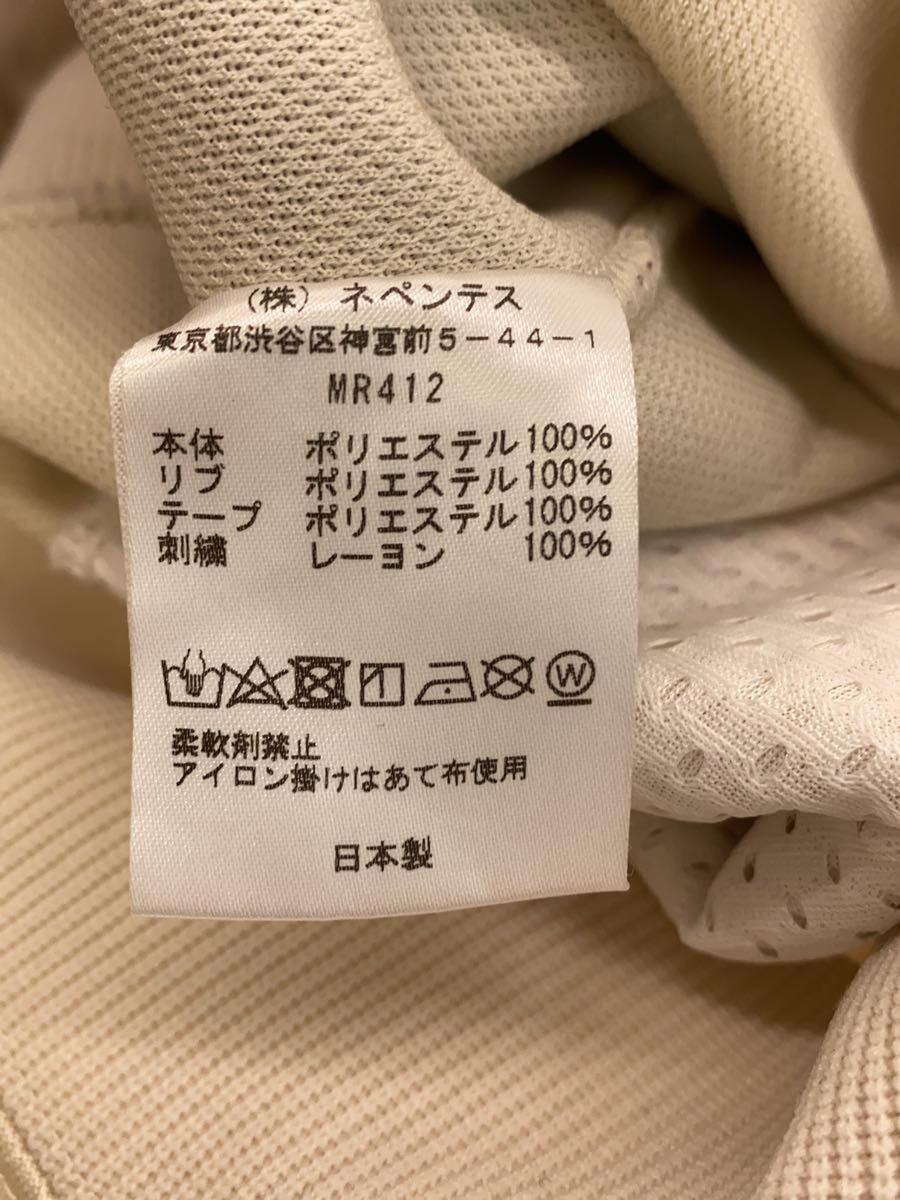 (株) ネペンテス
東京都渋谷区神宮前5-44-1
MR412
本体 ポリエステル100%
リブ ポリエステル100%
テープ ポリエステル100%
刺繍 レーヨン 100%
W
柔軟剤禁止
アイロン掛けはあて布使用
日本製